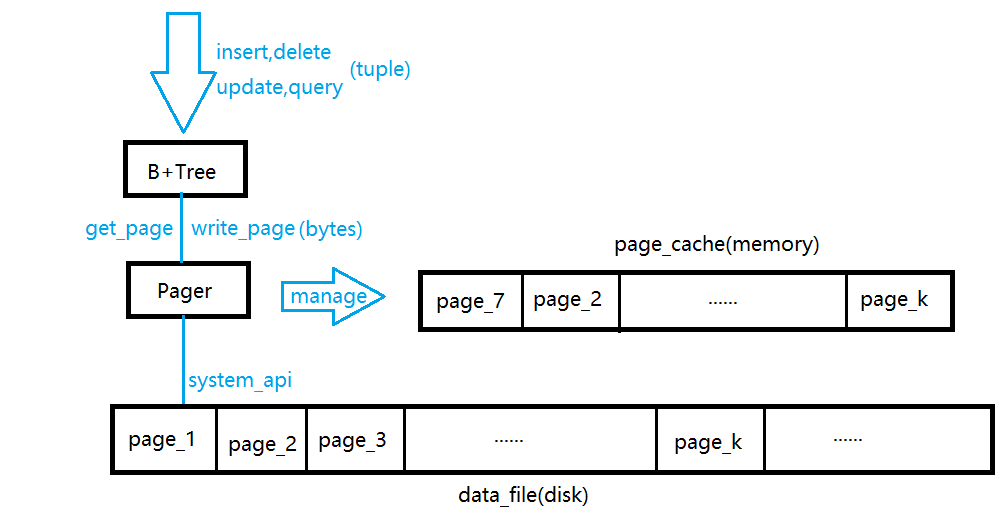 insert,delete
update,query
(tuple)
B+Tree
get_page
write_page
(bytes)
page_cache(memory)
Pager
manage
page_7
page_2
......
page_k
system_api
page_1
page_2
page_3
......
page_k
......
data_file(disk)